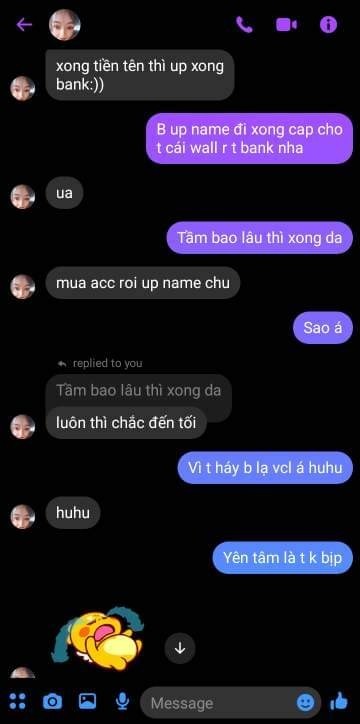 xong tiền tên thì up xong
bank:))
B up name đi xong cap cho
t cái wall r t bank nha
ua
Tầm bao lâu thì xong da
mua acc roi up name chu
Sao á
replied to you
Tầm bao lâu thì xong da
luôn thì chắc đến tối
Vì t háy b lạ vcl á huhu
huhu
Yên tâm là t k bịp
Message